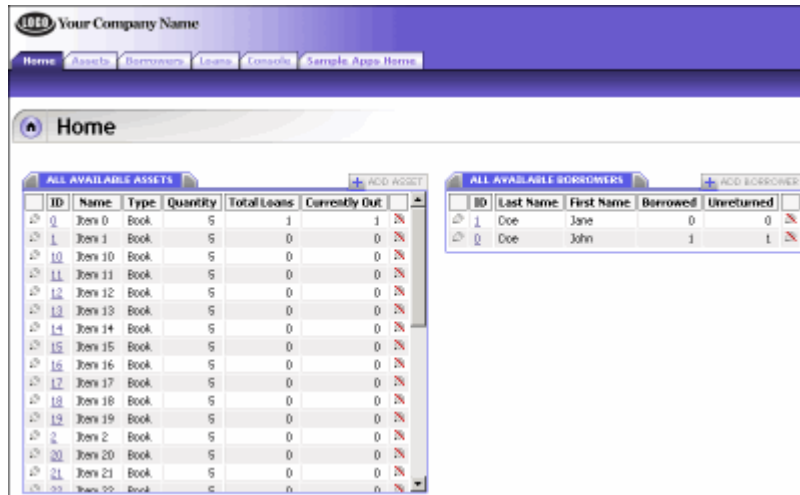 LOGO Your Company Name
Home Assets Borrowers Loans Console Sample Apps Home
Home
ALL AVAILABLE ASSETS ADD ASSET
ID Name Type Quantity Total Loans Currently Out
0 Item 0 Book 5 1 1
1 Item 1 Book 5 0 0
10 Item 10 Book 5 0 0
11 Item 11 Book 5 0 0
12 Item 12 Book 5 0 0
13 Item 13 Book 5 0 0
14 Item 14 Book 5 0 0
15 Item 15 Book 5 0 0
16 Item 16 Book 5 0 0
17 Item 17 Book 5 0 0
18 Item 18 Book 5 0 0
19 Item 19 Book 5 0 0
2 Item 2 Book 5 0 0
20 Item 20 Book 5 0 0
21 Item 21 Book 5 0 0
22 Item 22 Book 5 0 0
ALL AVAILABLE BORROWERS ADD BORROWER
ID Last Name First Name Borrowed Unreturned
1 Doe Jane 0 0
0 Doe John 1 1